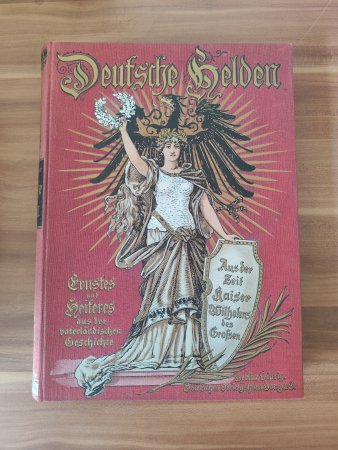 Deutsche Helden
Aus der
Zeit
Kaiser
Wilhelms
des
Großen
Ernstes
und
Heiteres
aus der
vaterländischen
Geschichte